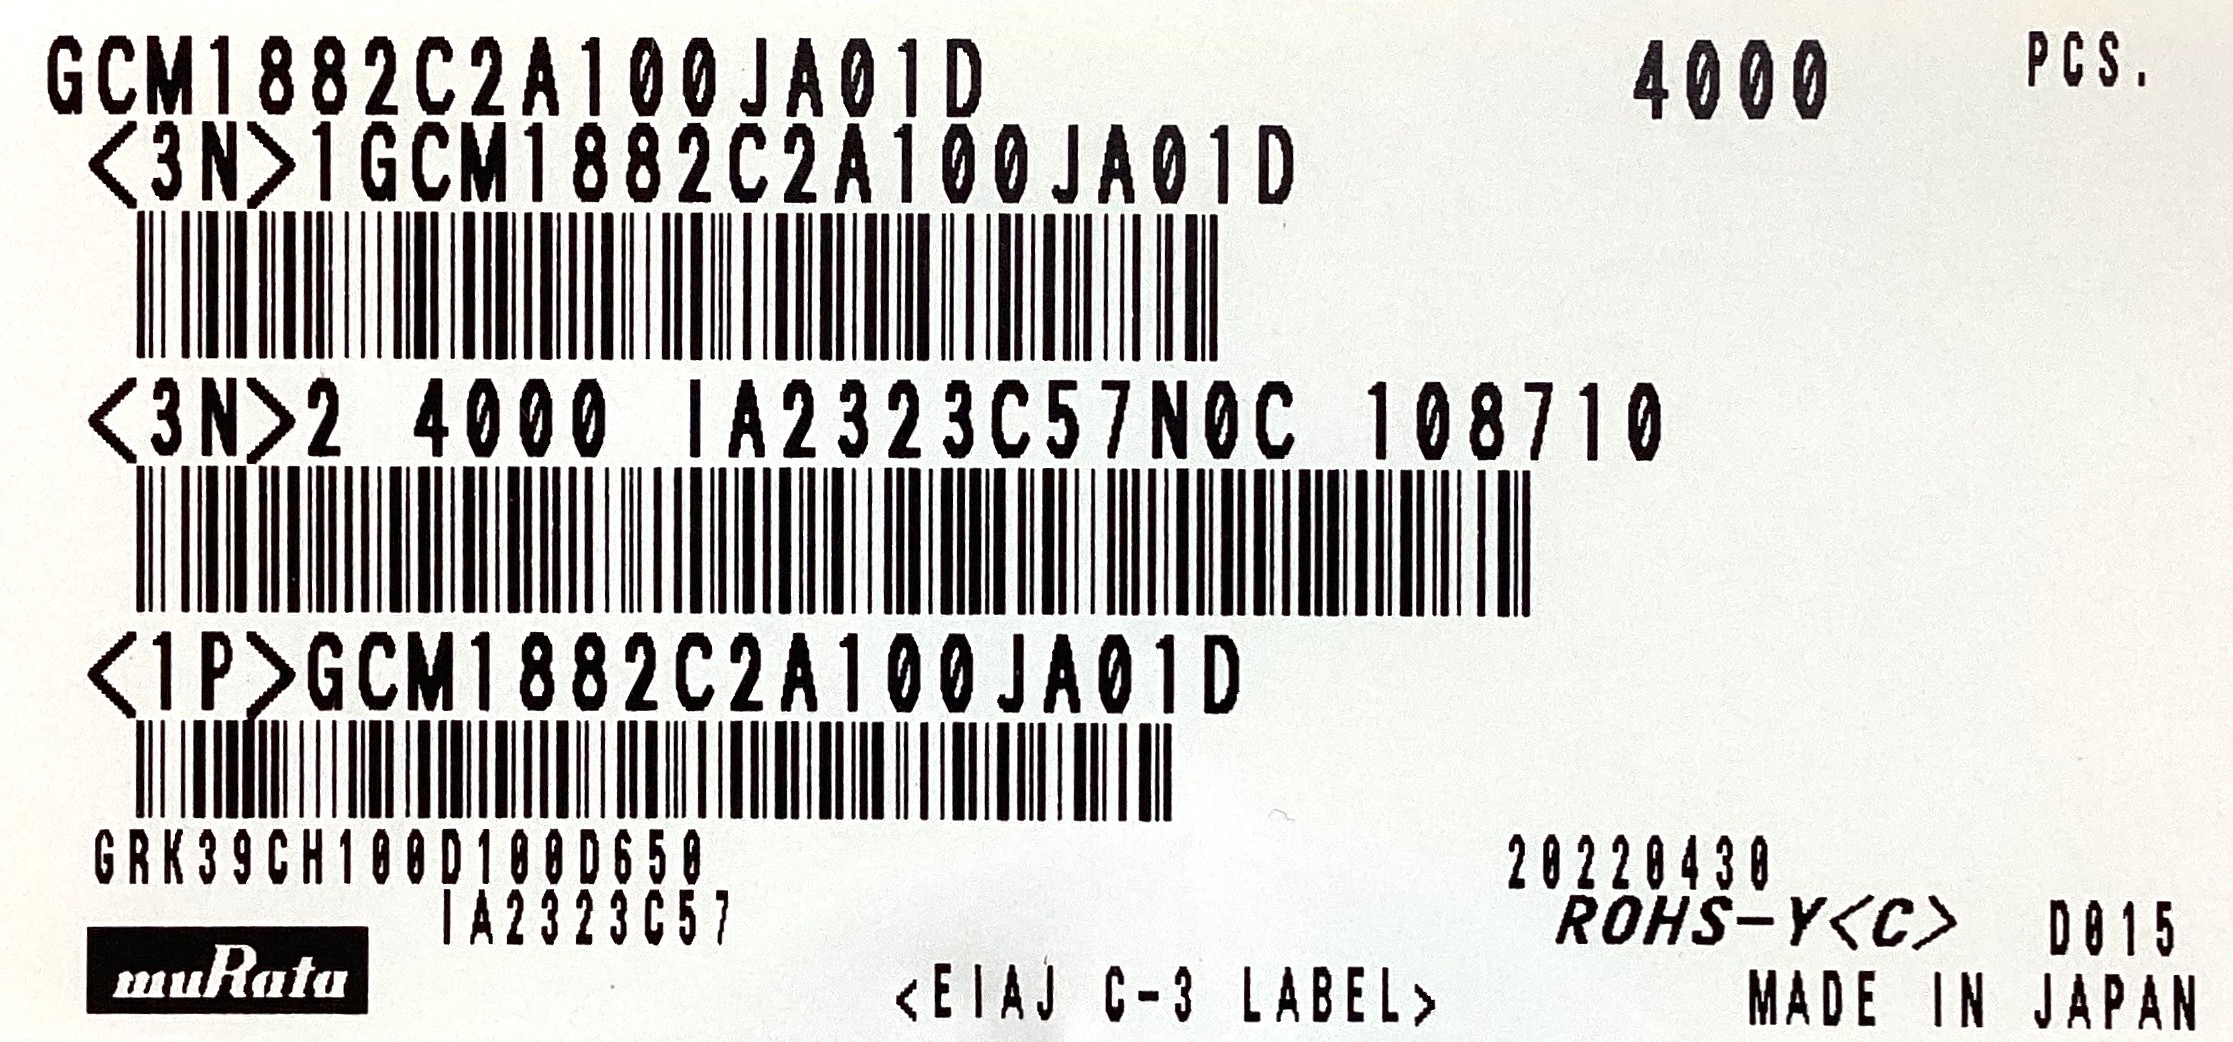 GCM1882C2A100JA01D 4000 PCS.
<3N>1GCM1882C2A100JA01D
<3N>2 4000 IA2323C57N0C 108710
<1P>GCM1882C2A100JA01D
GRK39CH100D100D650 20220430
IA2323C57 ROHS-Y<C> D015
muRata <EIAJ C-3 LABEL> MADE IN JAPAN